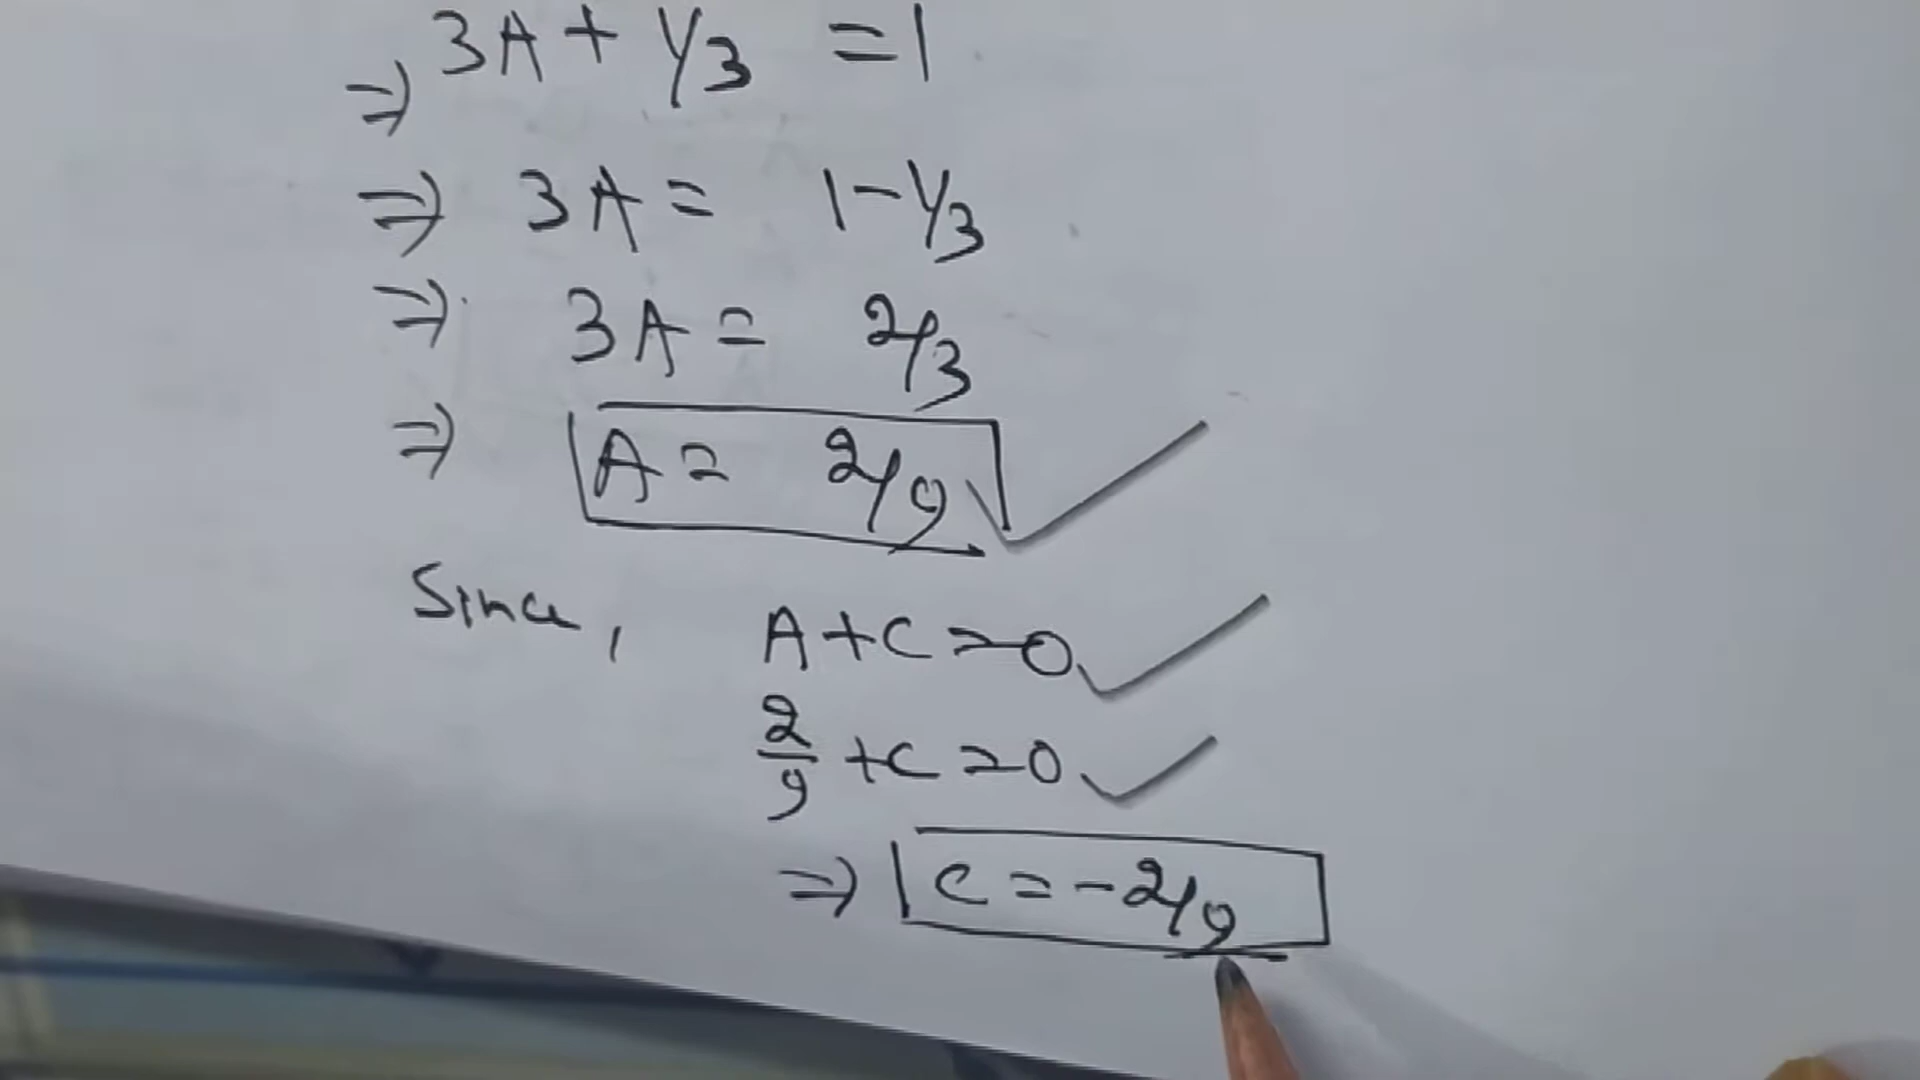 ⇒ 3A + 1/3 = 1
⇒ 3A = 1 - 1/3
⇒ 3A = 2/3
⇒ A = 2/9
Since, A + C = 0
2/9 + C = 0
⇒ C = -2/9